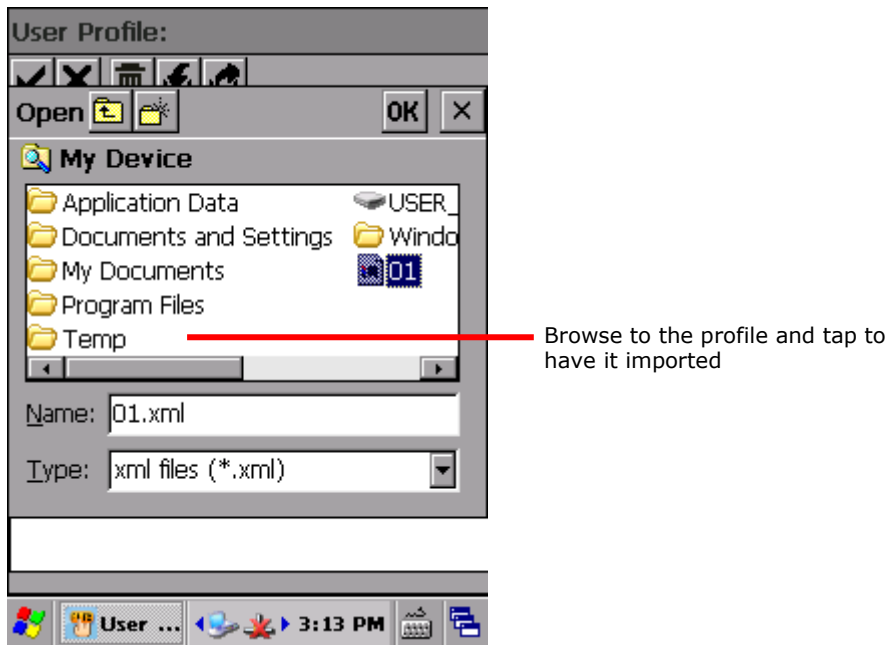 User Profile:
Open OK
My Device
Application Data USER_
Documents and Settings Windo
My Documents 01
Program Files
Temp
Browse to the profile and tap to
have it imported
Name: 01.xml
Type: xml files (*.xml)
User ... 3:13 PM